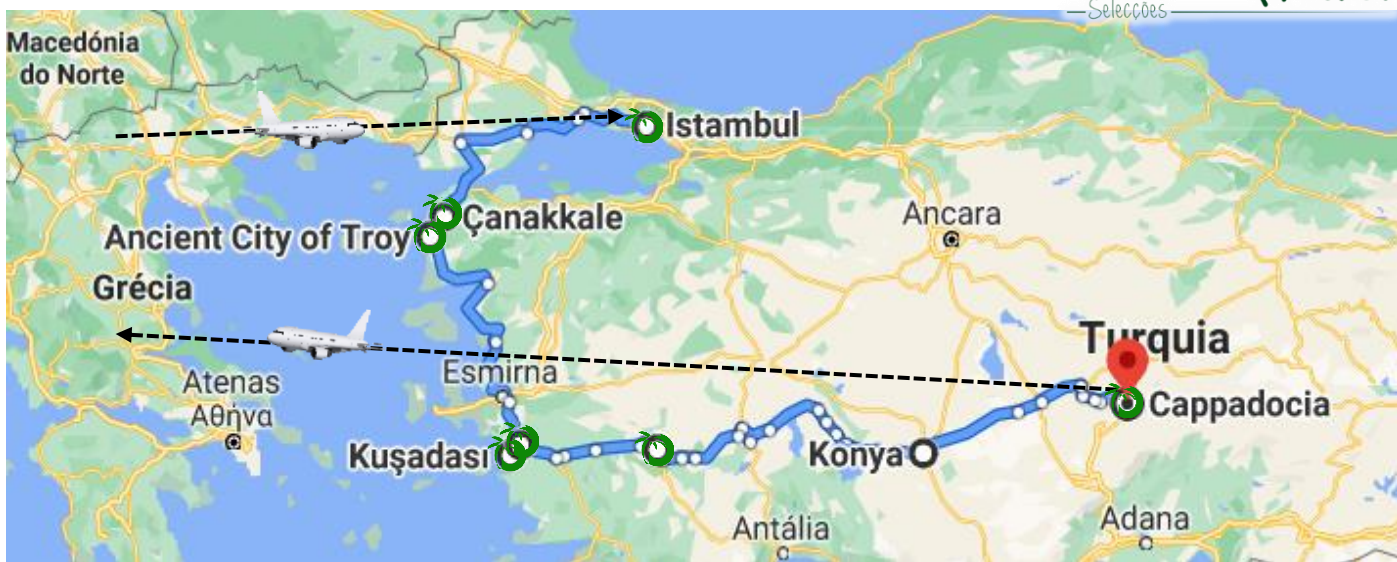 Selecções
Macedónia
do Norte
Istambul
Çanakkale
Ancara
Ancient City of Troy
Grécia
Turquia
Esmirna
Atenas
Αθήνα
Cappadocia
Kuşadası
Konya
Antália
Adana